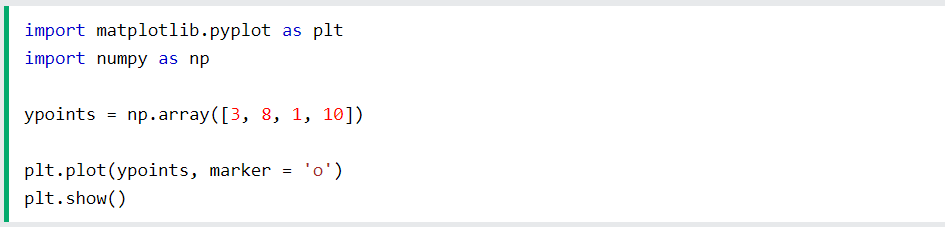 import matplotlib.pyplot as plt
import numpy as np
ypoints = np.array([3, 8, 1, 10])
plt.plot(ypoints, marker = 'o')
plt.show()